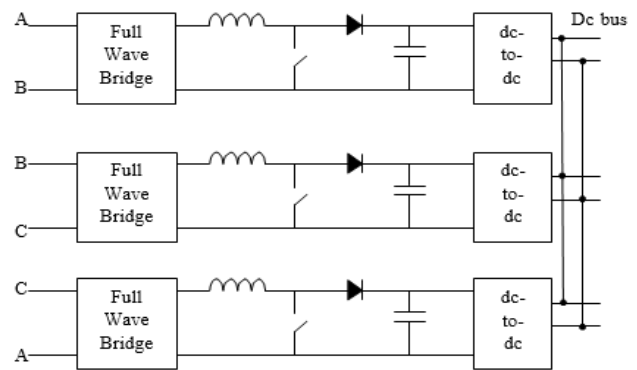 A
Full
Wave
Bridge
B
dc-
to-
dc
Dc bus
B
Full
Wave
Bridge
C
dc-
to-
dc
C
Full
Wave
Bridge
A
dc-
to-
dc